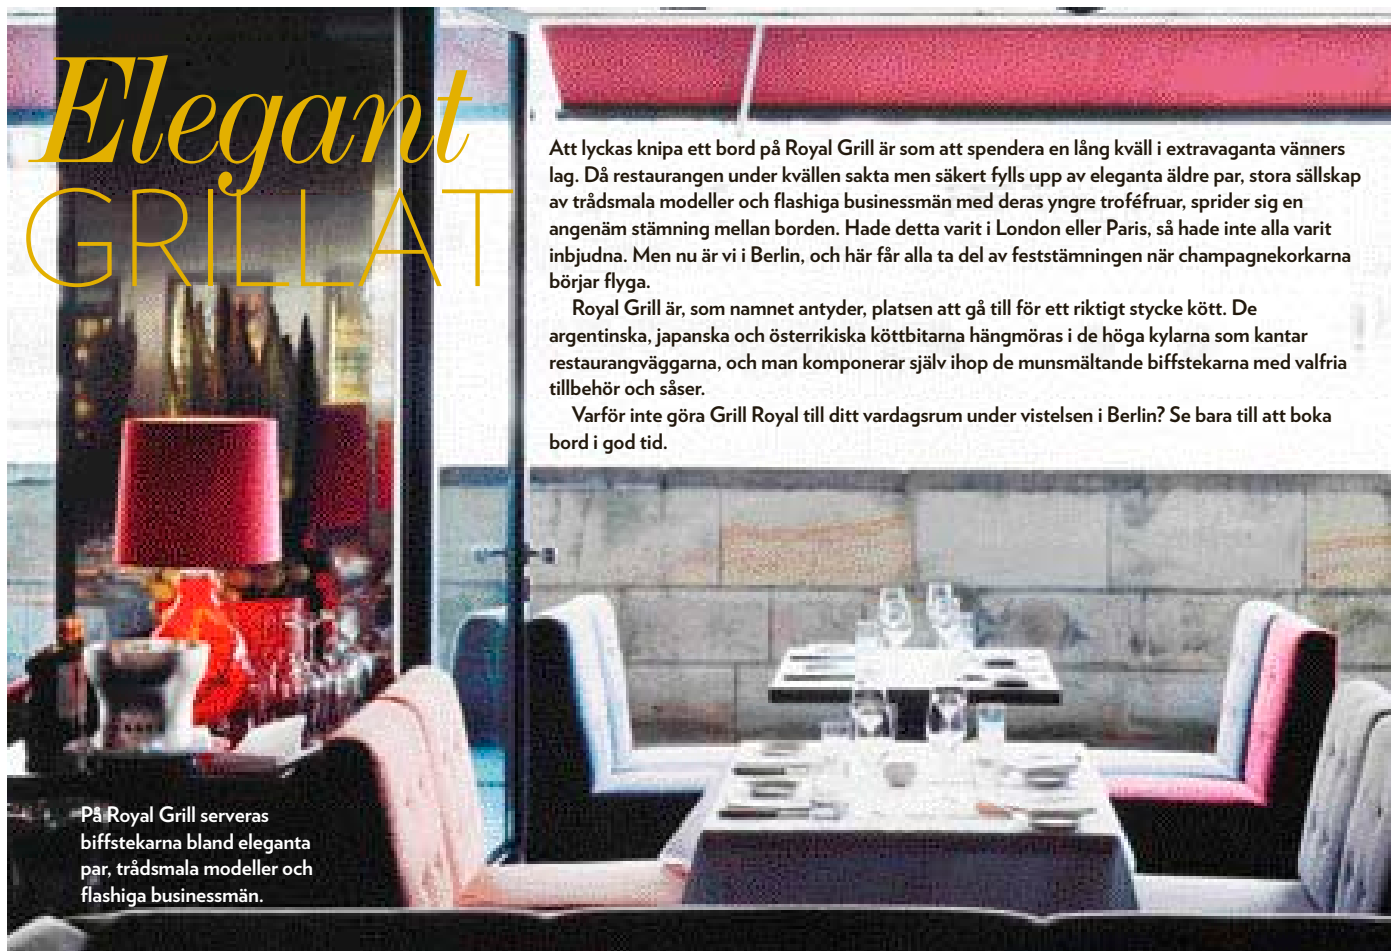 Elegant
GRILLAT
Att lyckas knipa ett bord på Royal Grill är som att spendera en lång kväll i extravaganta vänners
lag. Då restaurangen under kvällen sakta men säkert fylls upp av eleganta äldre par, stora sällskap
av trådsmala modeller och flashiga businessmän med deras yngre troféfruar, sprider sig en
angenäm stämning mellan borden. Hade detta varit i London eller Paris, så hade inte alla varit
inbjudna. Men nu är vi i Berlin, och här får alla ta del av feststämningen när champagnekorkarna
börjar flyga.
Royal Grill är, som namnet antyder, platsen att gå till för ett riktigt stycke kött. De
argentinska, japanska och österrikiska köttbitarna hängmöras i de höga kylarna som kantar
restaurangväggarna, och man komponerar själv ihop de munsmältande biffstekarna med valfria
tillbehör och såser.
Varför inte göra Grill Royal till ditt vardagsrum under vistelsen i Berlin? Se bara till att boka
bord i god tid.
På Royal Grill serveras
biffstekarna bland eleganta
par, trådsmala modeller och
flashiga businessmän.